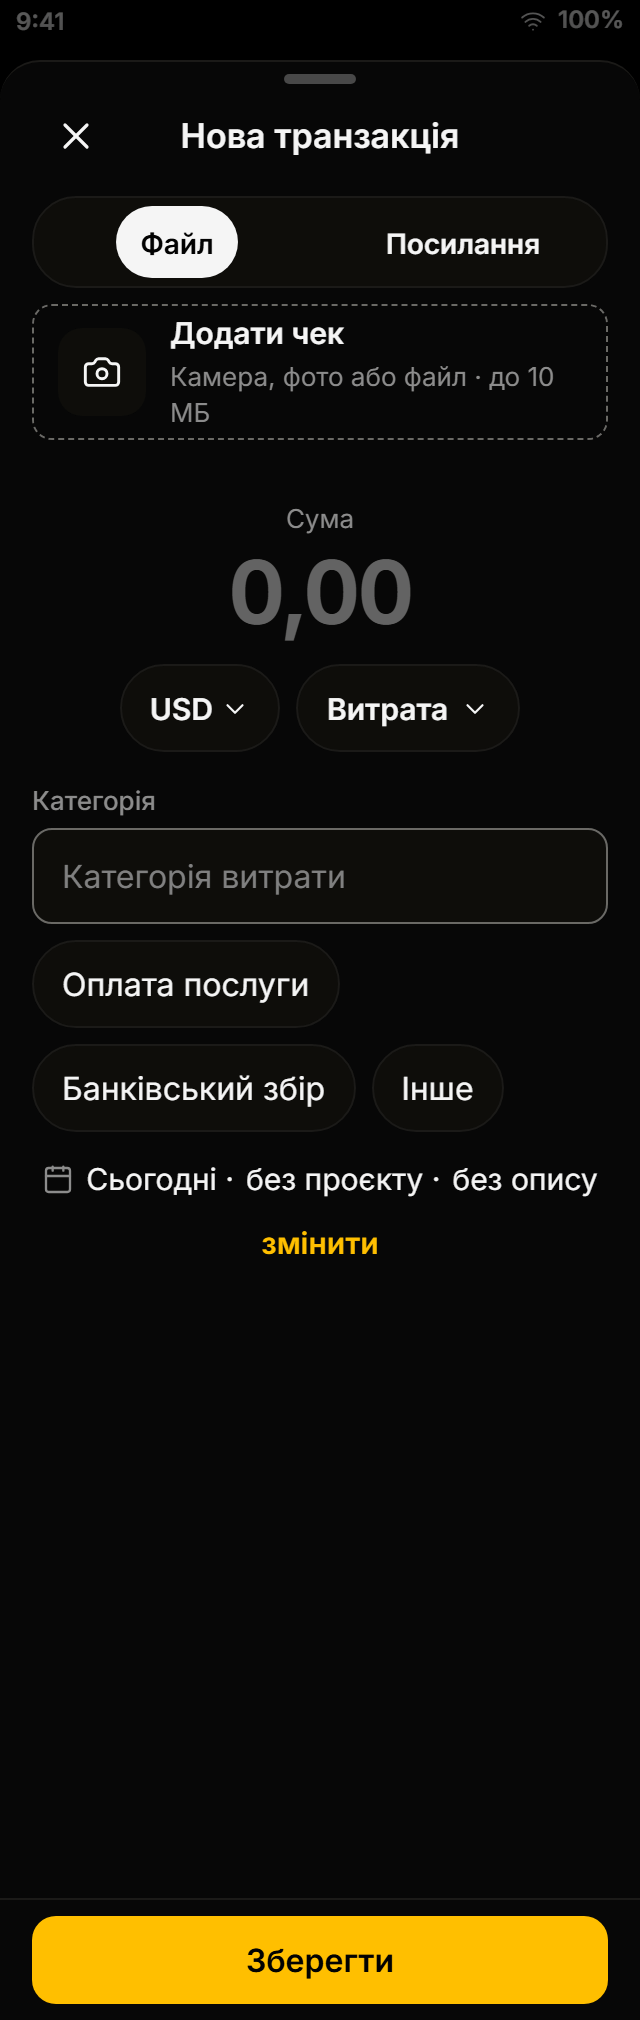 9:41
100%
Нова транзакція
Файл
Посилання
Додати чек
Камера, фото або файл · до 10
МБ
Сума
0,00
USD
Витрата
Категорія
Категорія витрати
Оплата послуги
Банківський збір
Інше
Сьогодні · без проєкту · без опису
змінити
Зберегти